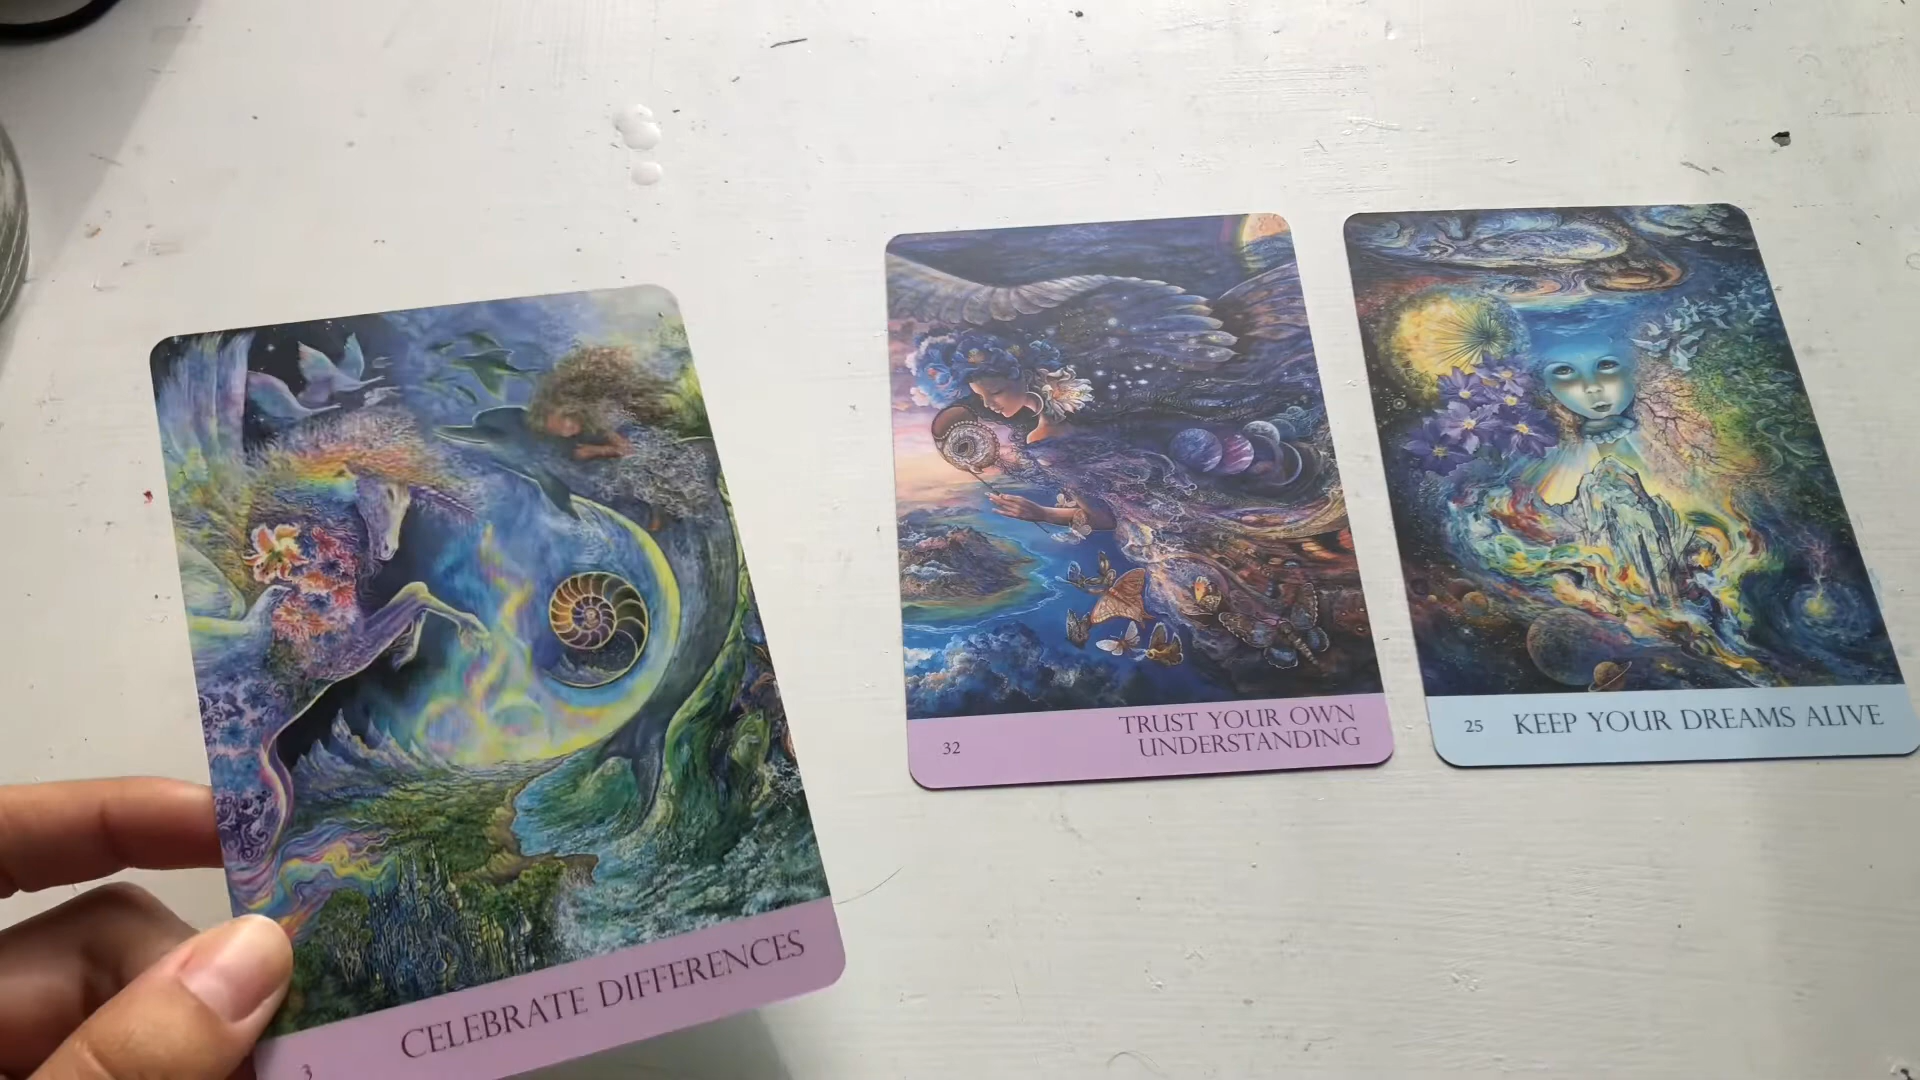 3 CELEBRATE DIFFERENCES
32 TRUST YOUR OWN
UNDERSTANDING
25 KEEP YOUR DREAMS ALIVE